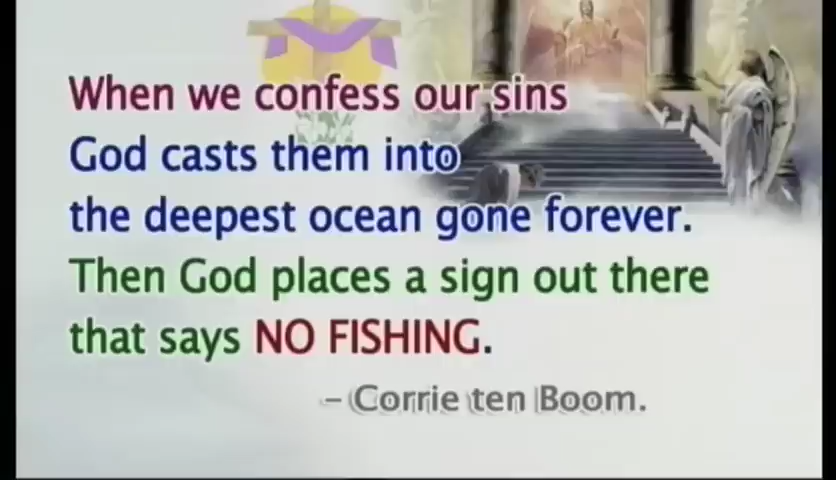 When we confess our sins
God casts them into
the deepest ocean gone forever.
Then God places a sign out there
that says NO FISHING.
– Corrie ten Boom.